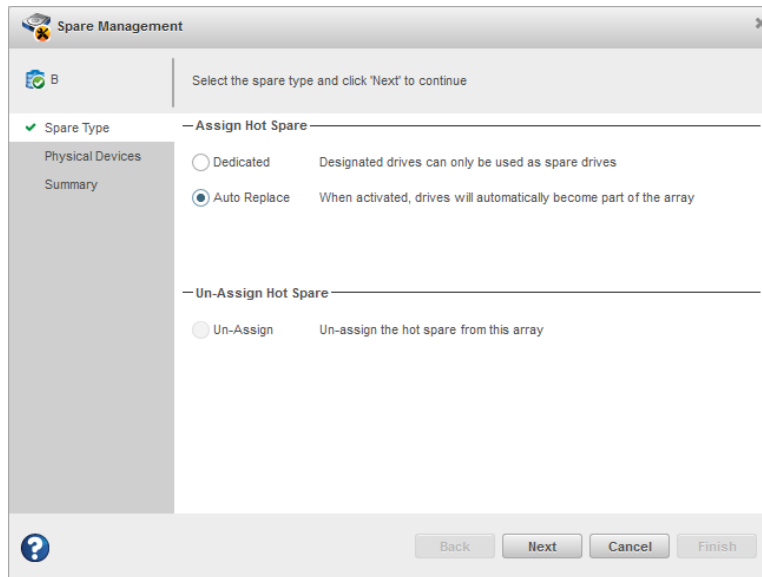 Spare Management
B
Select the spare type and click 'Next' to continue
Spare Type
Physical Devices
Summary
Assign Hot Spare
Dedicated Designated drives can only be used as spare drives
Auto Replace When activated, drives will automatically become part of the array
Un-Assign Hot Spare
Un-Assign Un-assign the hot spare from this array
? Back Next Cancel Finish